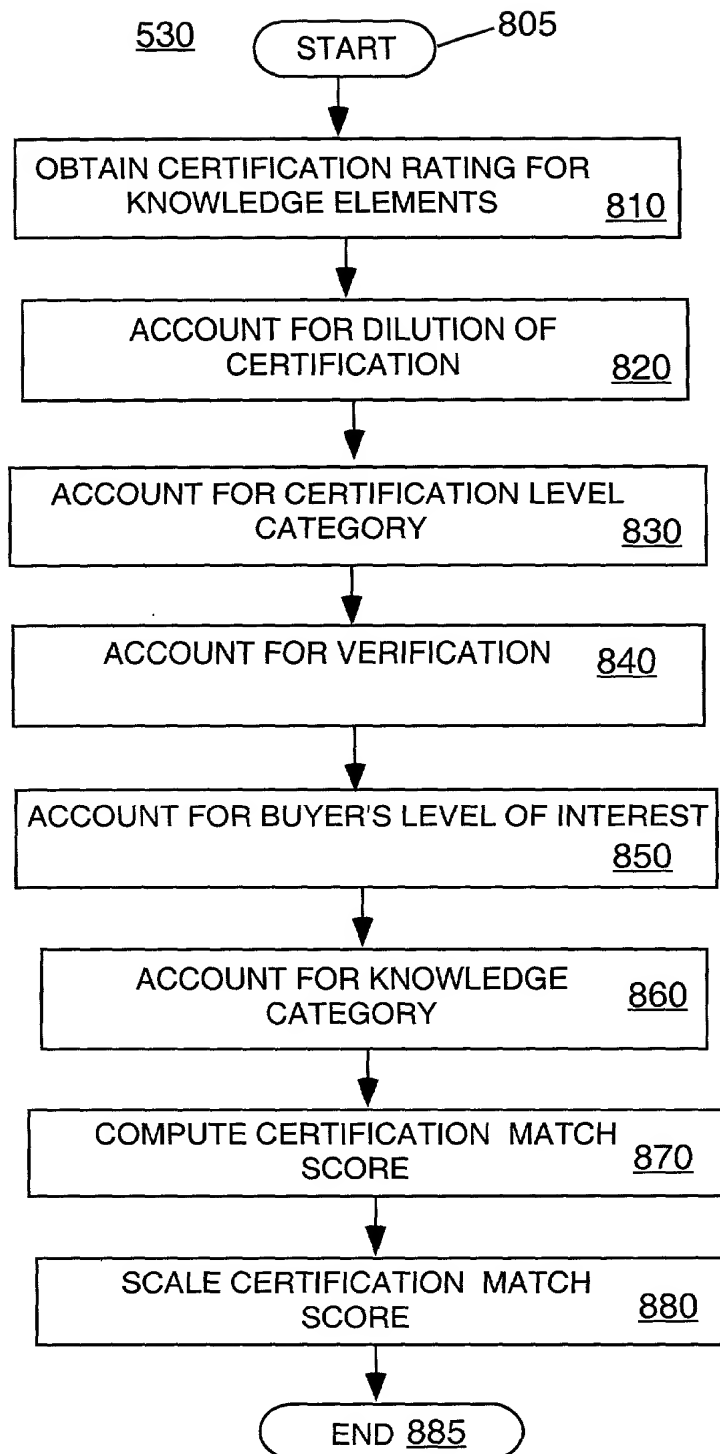 530
START
805
OBTAIN CERTIFICATION RATING FOR
KNOWLEDGE ELEMENTS
810
ACCOUNT FOR DILUTION OF
CERTIFICATION
820
ACCOUNT FOR CERTIFICATION LEVEL
CATEGORY
830
ACCOUNT FOR VERIFICATION 840
ACCOUNT FOR BUYER'S LEVEL OF INTEREST
850
ACCOUNT FOR KNOWLEDGE
CATEGORY
860
COMPUTE CERTIFICATION MATCH
SCORE
870
SCALE CERTIFICATION MATCH
SCORE
880
END 885